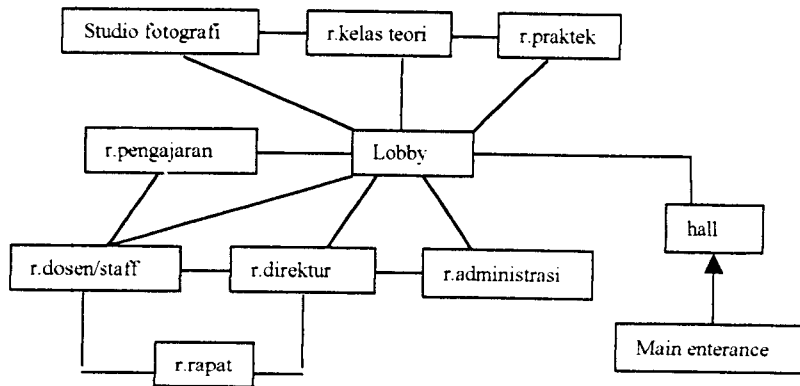 Studio fotografi
r.kelas teori
r.praktek
r.pengajaran
Lobby
hall
r.dosen/staff
r.direktur
r.administrasi
Main enterance
r.rapat